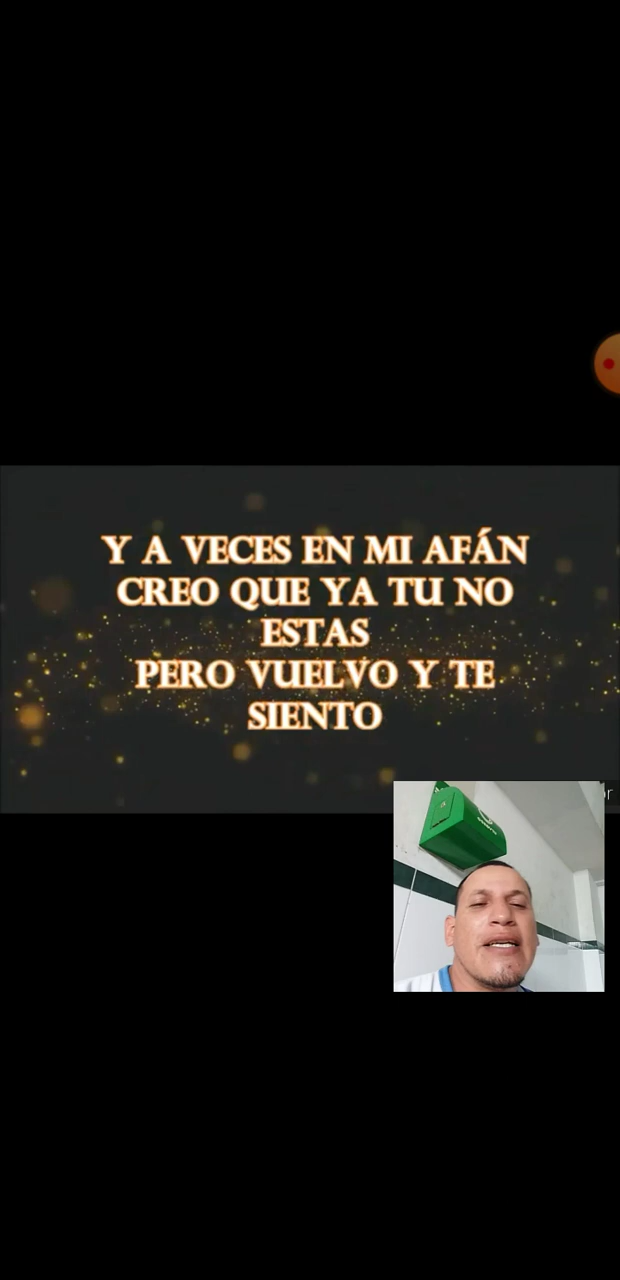 Y A VECES EN MI AFÁN
CREO QUE YA TU NO
ESTAS
PERO VUELVO Y TE
SIENTO